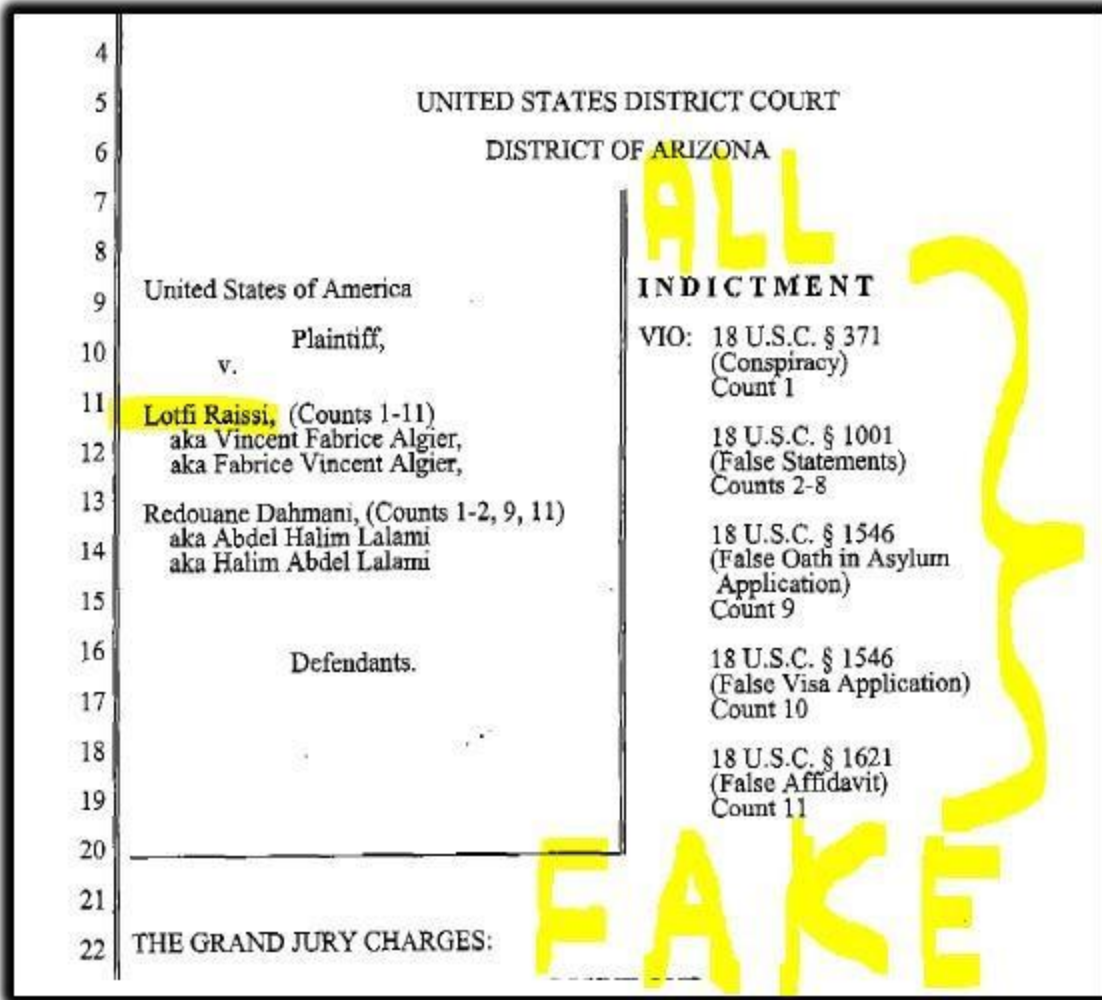 4
5 UNITED STATES DISTRICT COURT
6 DISTRICT OF ARIZONA
ALL
7
8
9 United States of America
INDICTMENT
10 Plaintiff,
v.
VIO: 18 U.S.C. § 371
(Conspiracy)
Count 1
11 Lotfi Raissi, (Counts 1-11)
aka Vincent Fabrice Algier,
12 aka Fabrice Vincent Algier,
18 U.S.C. § 1001
(False Statements)
Counts 2-8
13 Redouane Dahmani, (Counts 1-2, 9, 11)
aka Abdel Halim Lalami
14 aka Halim Abdel Lalami
18 U.S.C. § 1546
(False Oath in Asylum
Application)
Count 9
15
16 Defendants.
17
18 U.S.C. § 1546
(False Visa Application)
Count 10
18
19
18 U.S.C. § 1621
(False Affidavit)
Count 11
20
FAKE
21
22 THE GRAND JURY CHARGES: